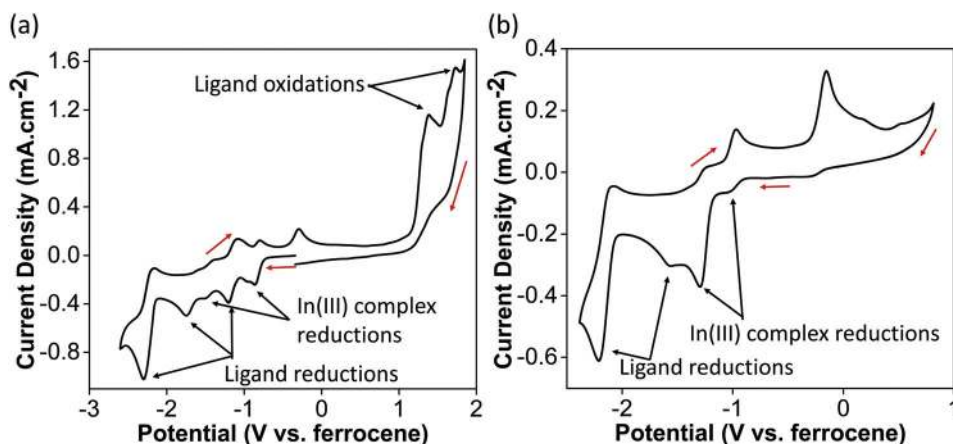 (a)
Current Density (mA.cm-2)
1.6
1.2
0.8
0.4
0.0
-0.4
-0.8
Ligand oxidations
In(III) complex
reductions
Ligand reductions
-3 -2 -1 0 1 2
Potential (V vs. ferrocene)
(b)
Current Density (mA.cm-2)
0.4
0.2
0.0
-0.2
-0.4
-0.6
In(III) complex reductions
Ligand reductions
-2 -1 0 1
Potential (V vs. ferrocene)